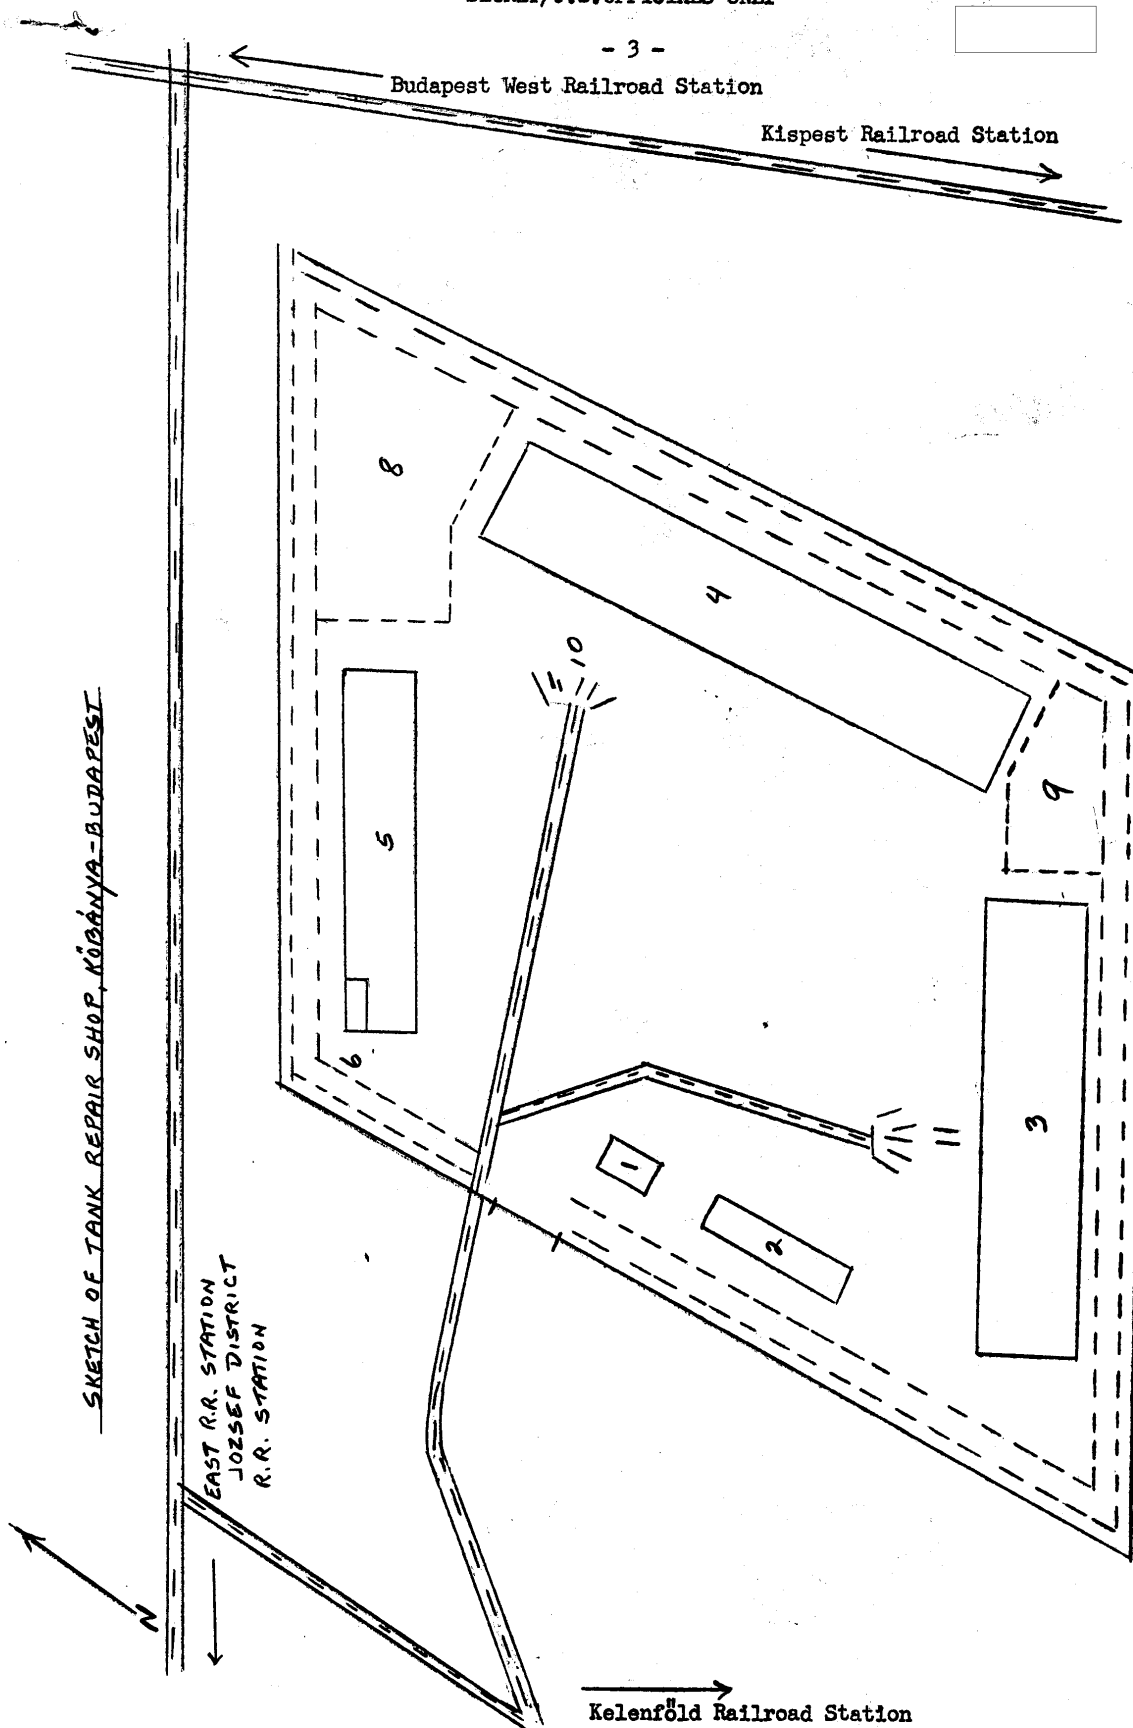 - 3 -
Budapest West Railroad Station
Kispest Railroad Station
8
4
10
5
9
6
3
11
1
2
SKETCH OF TANK REPAIR SHOP, KÖBÁNYA-BUDAPEST
EAST R.R. STATION
JOZSEF DISTRICT
R.R. STATION
N
Kelenföld Railroad Station